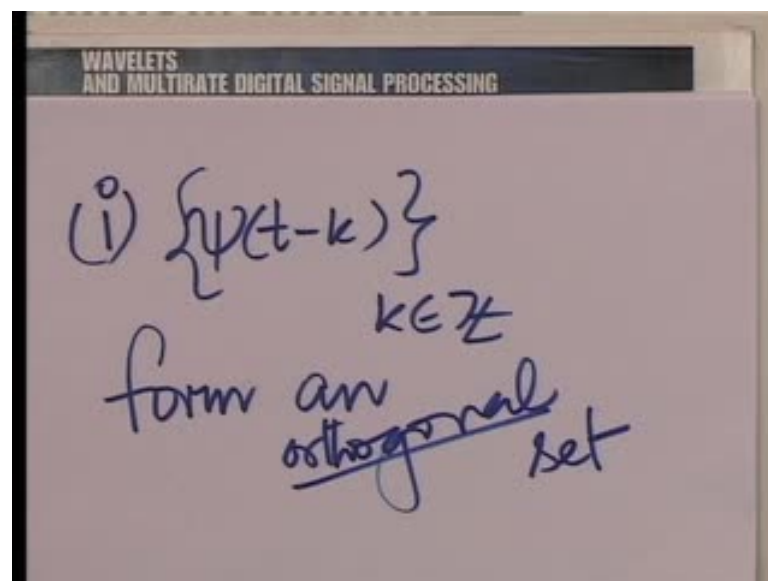 WAVELETS
AND MULTIRATE DIGITAL SIGNAL PROCESSING
(i) {ψ(t-k)}
k∈ℤ
form an
orthogonal
set